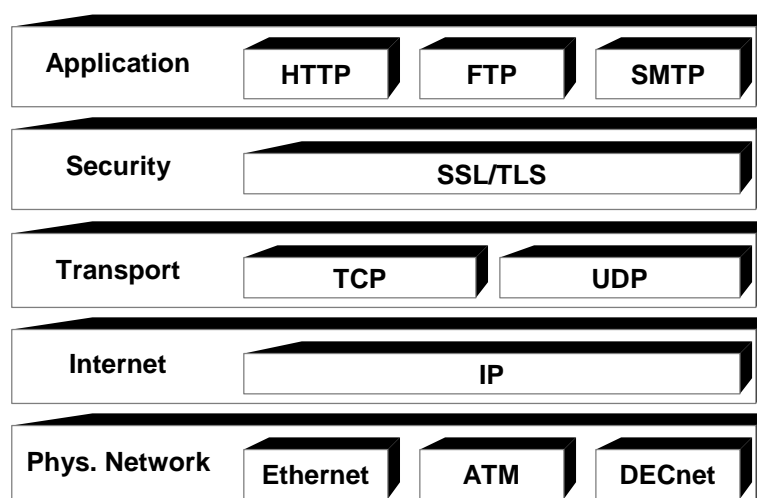 Application HTTP FTP SMTP
Security SSL/TLS
Transport TCP UDP
Internet IP
Phys. Network Ethernet ATM DECnet